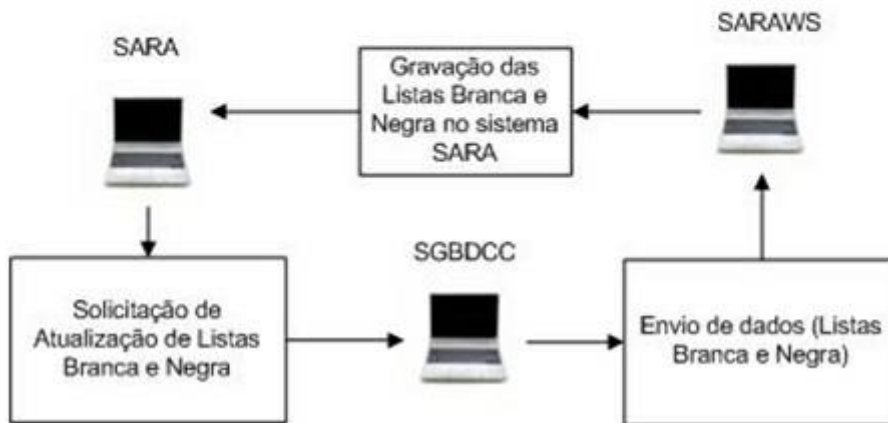 SARA
SARAWS
Gravação das
Listas Branca e
Negra no sistema
SARA
SGBDCC
Solicitação de
Atualização de Listas
Branca e Negra
Envio de dados (Listas
Branca e Negra)